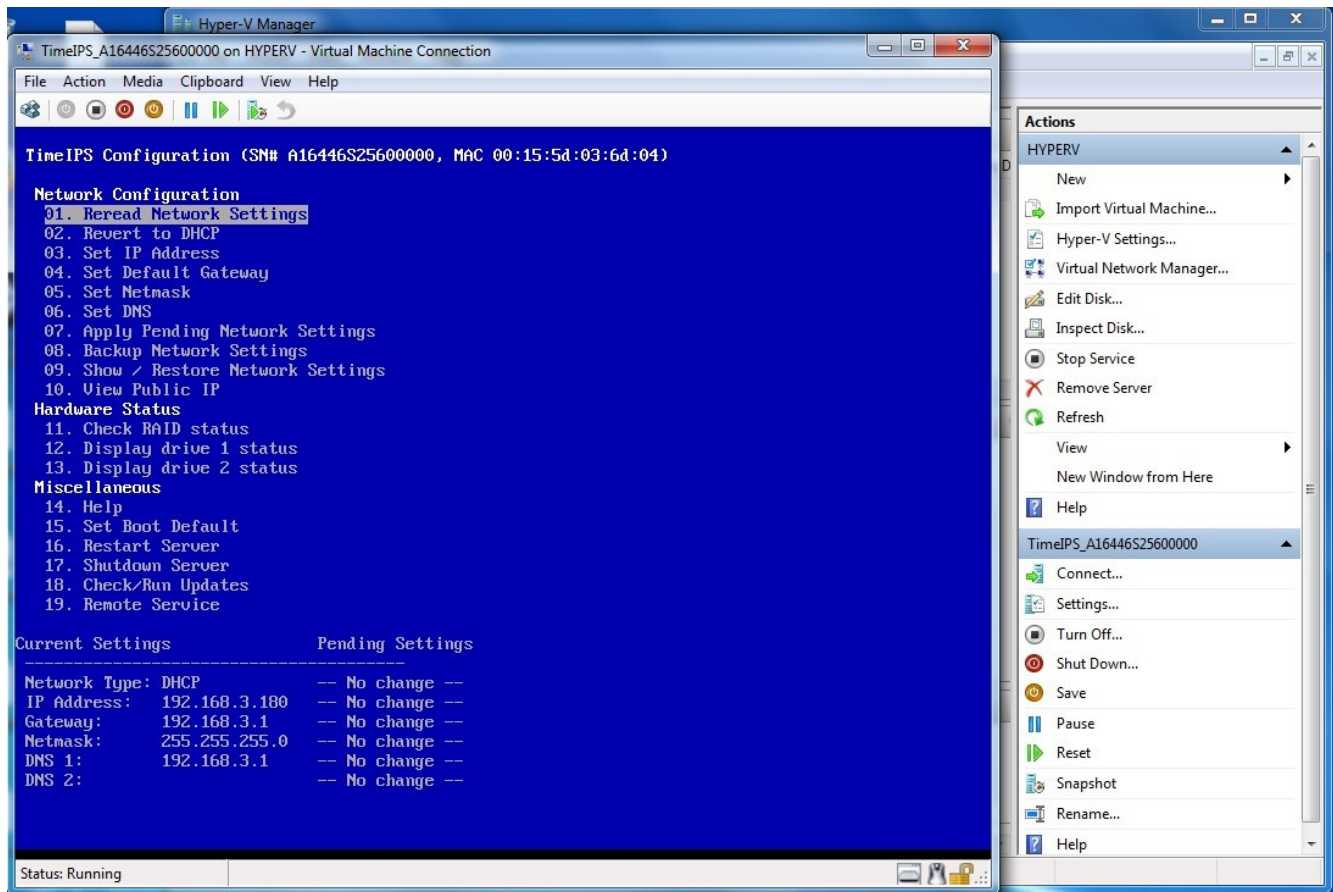 Hyper-V Manager
TimeIPS_A16446S25600000 on HYPERV - Virtual Machine Connection
File Action Media Clipboard View Help
TimeIPS Configuration (SN# A16446S25600000, MAC 00:15:5d:03:6d:04)
Network Configuration
01. Reread Network Settings
02. Revert to DHCP
03. Set IP Address
04. Set Default Gateway
05. Set Netmask
06. Set DNS
07. Apply Pending Network Settings
08. Backup Network Settings
09. Show / Restore Network Settings
10. View Public IP
Hardware Status
11. Check RAID status
12. Display drive 1 status
13. Display drive 2 status
Miscellaneous
14. Help
15. Set Boot Default
16. Restart Server
17. Shutdown Server
18. Check/Run Updates
19. Remote Service
Current Settings Pending Settings
Network Type: DHCP -- No change --
IP Address: 192.168.3.180 -- No change --
Gateway: 192.168.3.1 -- No change --
Netmask: 255.255.255.0 -- No change --
DNS 1: 192.168.3.1 -- No change --
DNS 2: -- No change --
Status: Running
Actions
HYPERV
New
Import Virtual Machine...
Hyper-V Settings...
Virtual Network Manager...
Edit Disk...
Inspect Disk...
Stop Service
Remove Server
Refresh
View
New Window from Here
Help
TimeIPS_A16446S25600000
Connect...
Settings...
Turn Off...
Shut Down...
Save
Pause
Reset
Snapshot
Rename...
Help